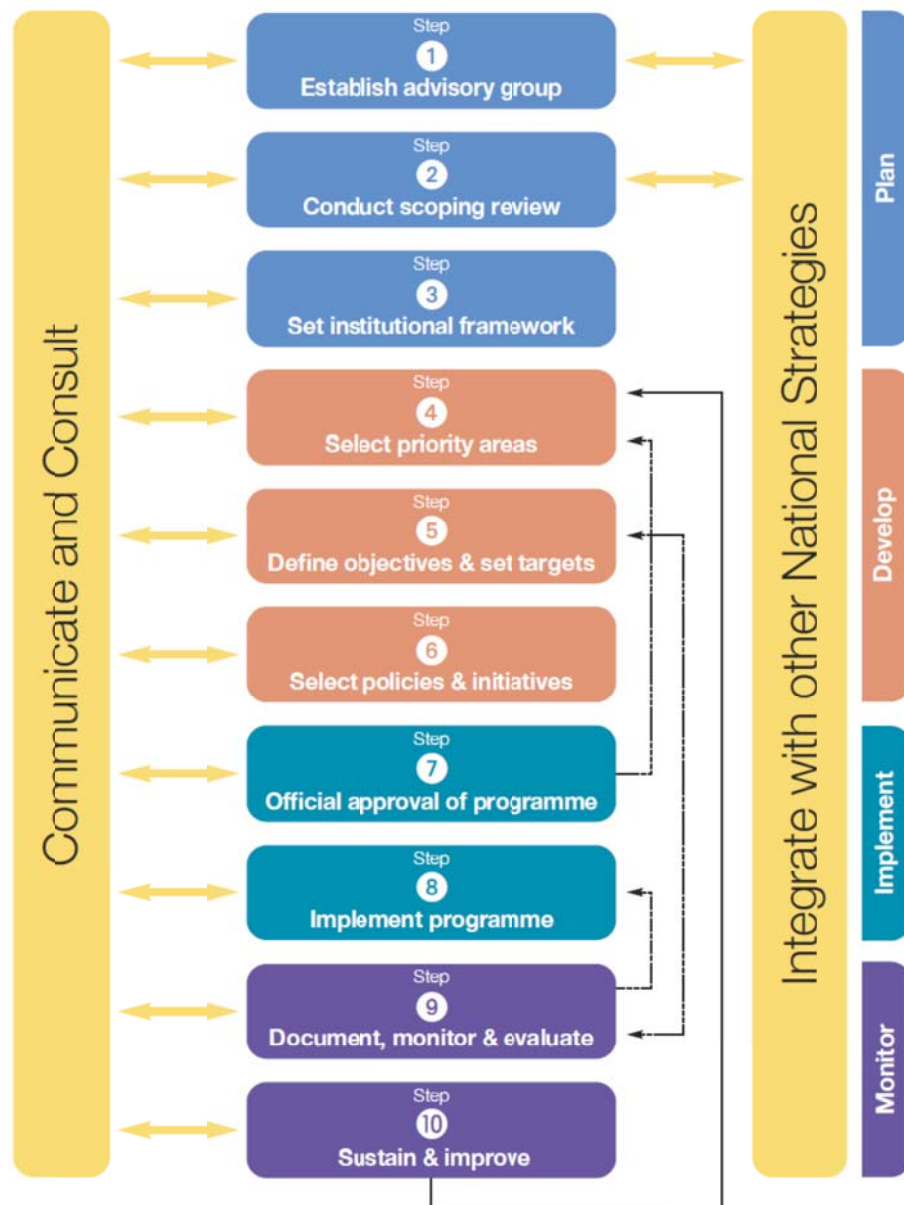 Communicate and Consult
Step
1
Establish advisory group
Step
2
Conduct scoping review
Step
3
Set institutional framework
Step
4
Select priority areas
Step
5
Define objectives & set targets
Step
6
Select policies & initiatives
Step
7
Official approval of programme
Step
8
Implement programme
Step
9
Document, monitor & evaluate
Step
10
Sustain & improve
Integrate with other National Strategies
Plan
Develop
Implement
Monitor